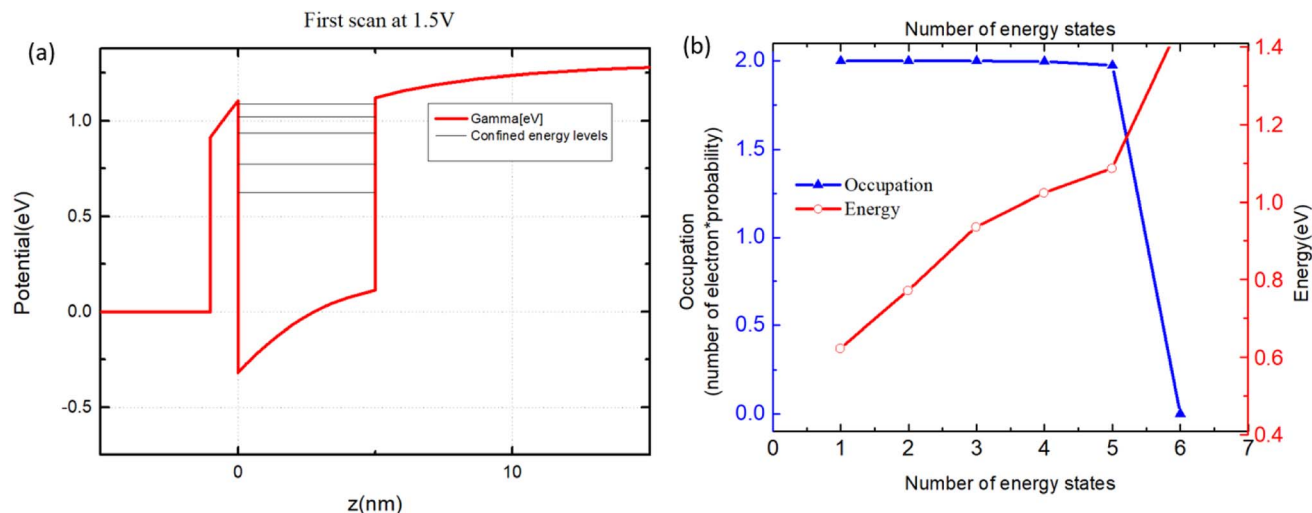 First scan at 1.5V
(a)
Potential(eV)
1.0
0.5
0.0
-0.5
Gamma[eV]
Confined energy levels
0
10
z(nm)
(b)
Number of energy states
Occupation
(number of electron*probability)
2.0
1.5
1.0
0.5
0.0
Occupation
Energy
1.4
1.2
1.0
0.8
0.6
0.4
Energy(eV)
0 1 2 3 4 5 6 7
Number of energy states